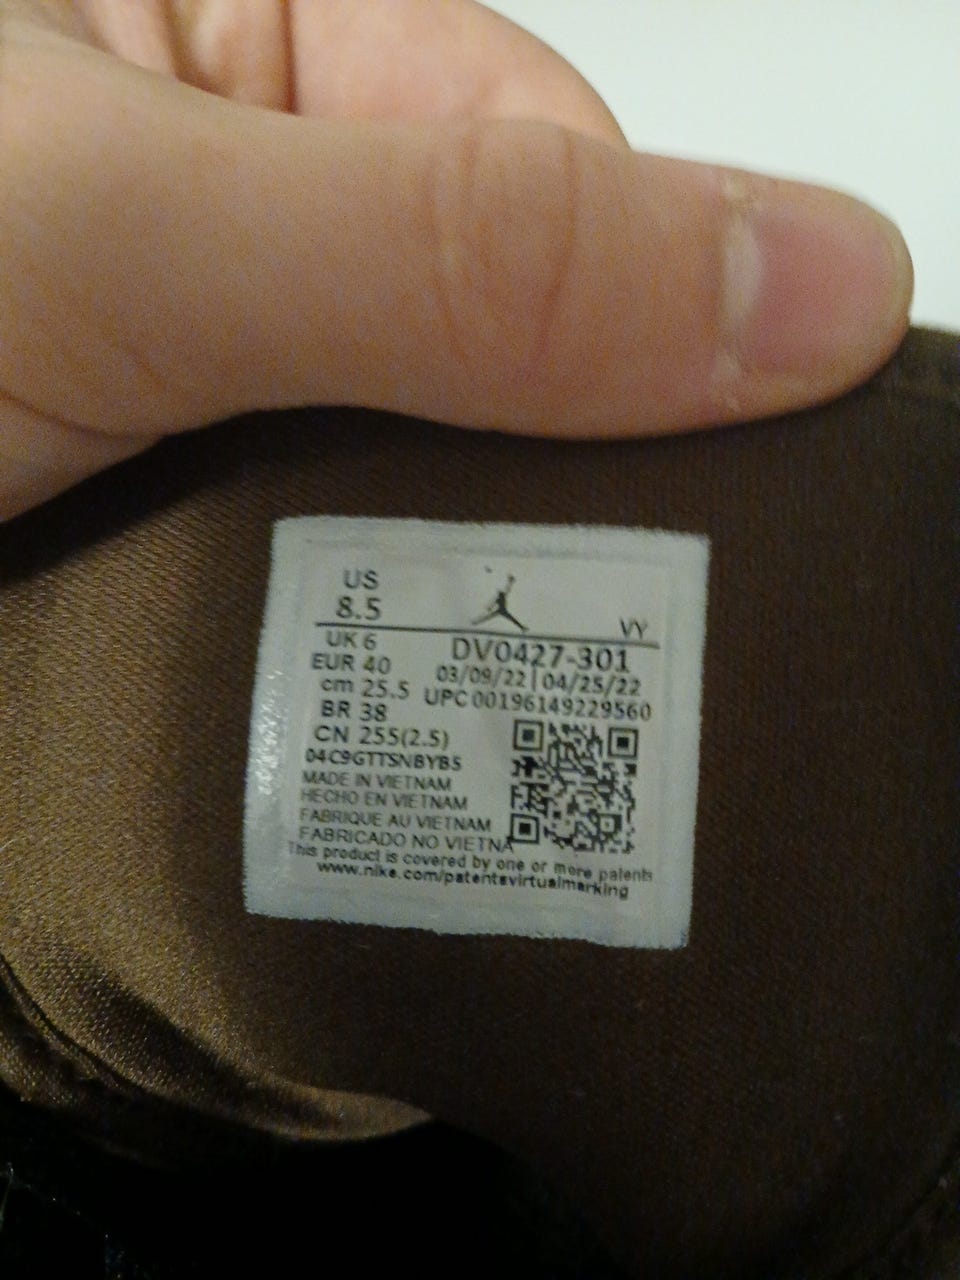 US
8.5
VY
UK 6
DV0427-301
EUR 40
03/09/22 | 04/25/22
cm 25.5
UPC 00196149229560
BR 38
CN 255(2.5)
04C9GTTSNBYB5
MADE IN VIETNAM
HECHO EN VIETNAM
FABRIQUE AU VIETNAM
FABRICADO NO VIETNA
This product is covered by one or more patents
www.nike.com/patentsvirtualmarking